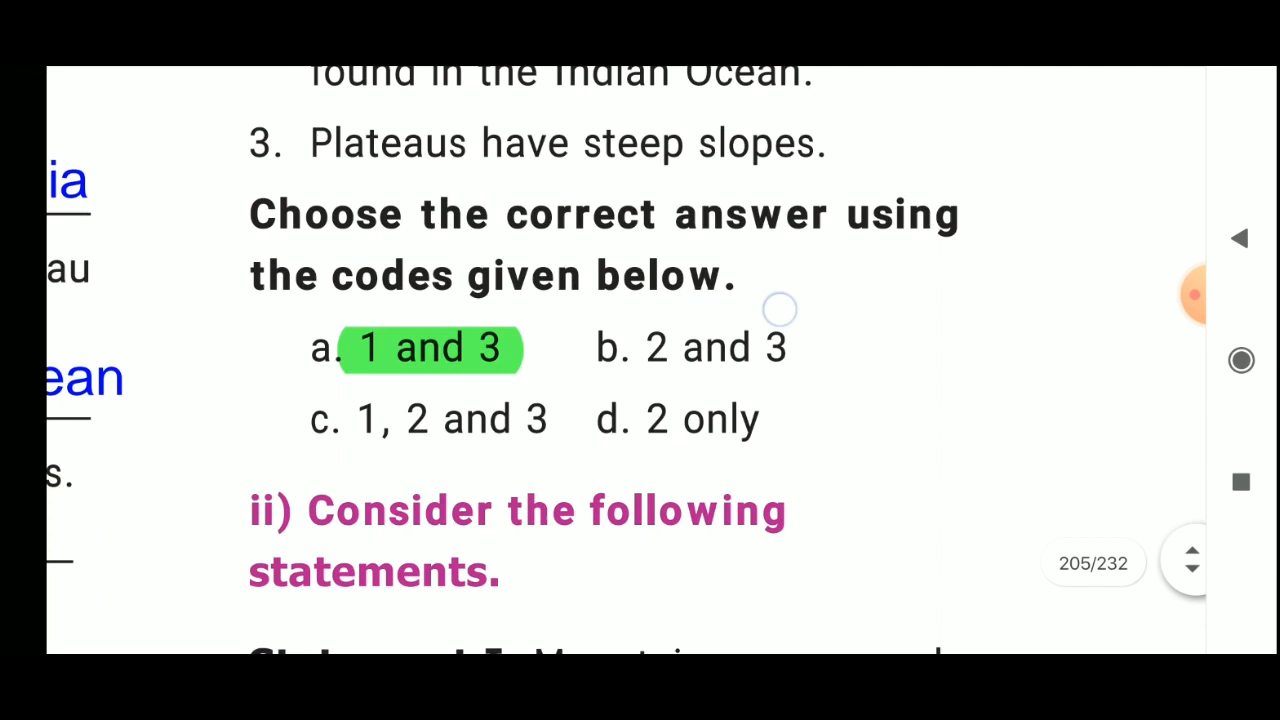 found in the Indian Ocean.
3. Plateaus have steep slopes.
ia
Choose the correct answer using
au
the codes given below.
a. 1 and 3 b. 2 and 3
ean
c. 1, 2 and 3 d. 2 only
s.
ii) Consider the following
statements.
205/232